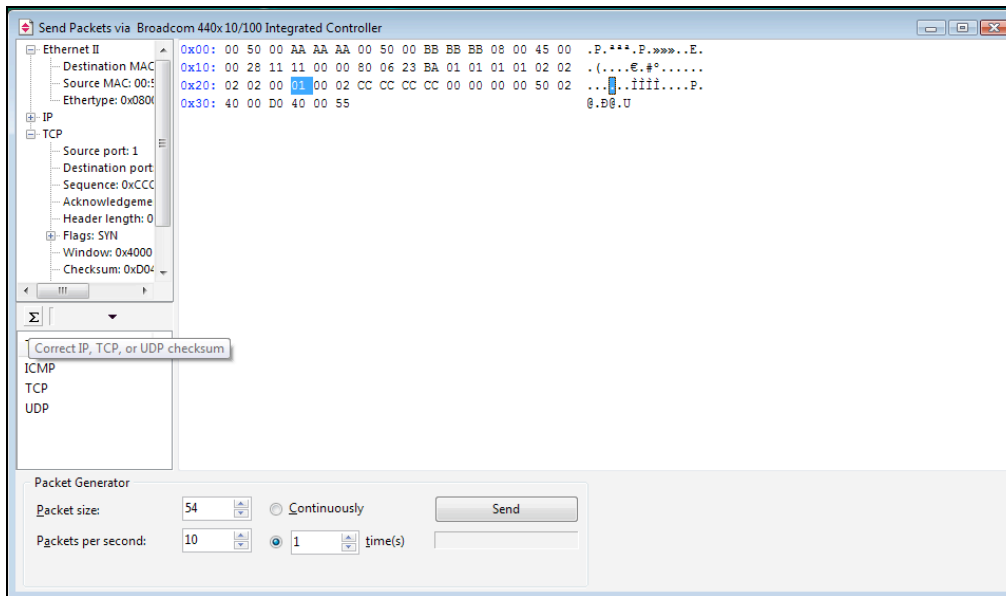 Send Packets via Broadcom 440x 10/100 Integrated Controller
Ethernet II
Destination MAC
Source MAC: 00:5
Ethertype: 0x0800
IP
TCP
Source port: 1
Destination port
Sequence: 0xCCC
Acknowledgeme
Header length: 0
Flags: SYN
Window: 0x4000
Checksum: 0xD04
0x00: 00 50 00 AA AA AA 00 50 00 BB BB BB 08 00 45 00 .P.ªªª.P.»»»..E.
0x10: 00 28 11 11 00 00 80 06 23 BA 01 01 01 01 02 02 .(....€.#º......
0x20: 02 02 00 01 00 02 CC CC CC CC 00 00 00 00 50 02 ......ÌÌÌÌ....P.
0x30: 40 00 D0 40 00 55 @.Ð@.U
Σ
Correct IP, TCP, or UDP checksum
ICMP
TCP
UDP
Packet Generator
Packet size: 54 Continuously Send
Packets per second: 10 1 time(s)